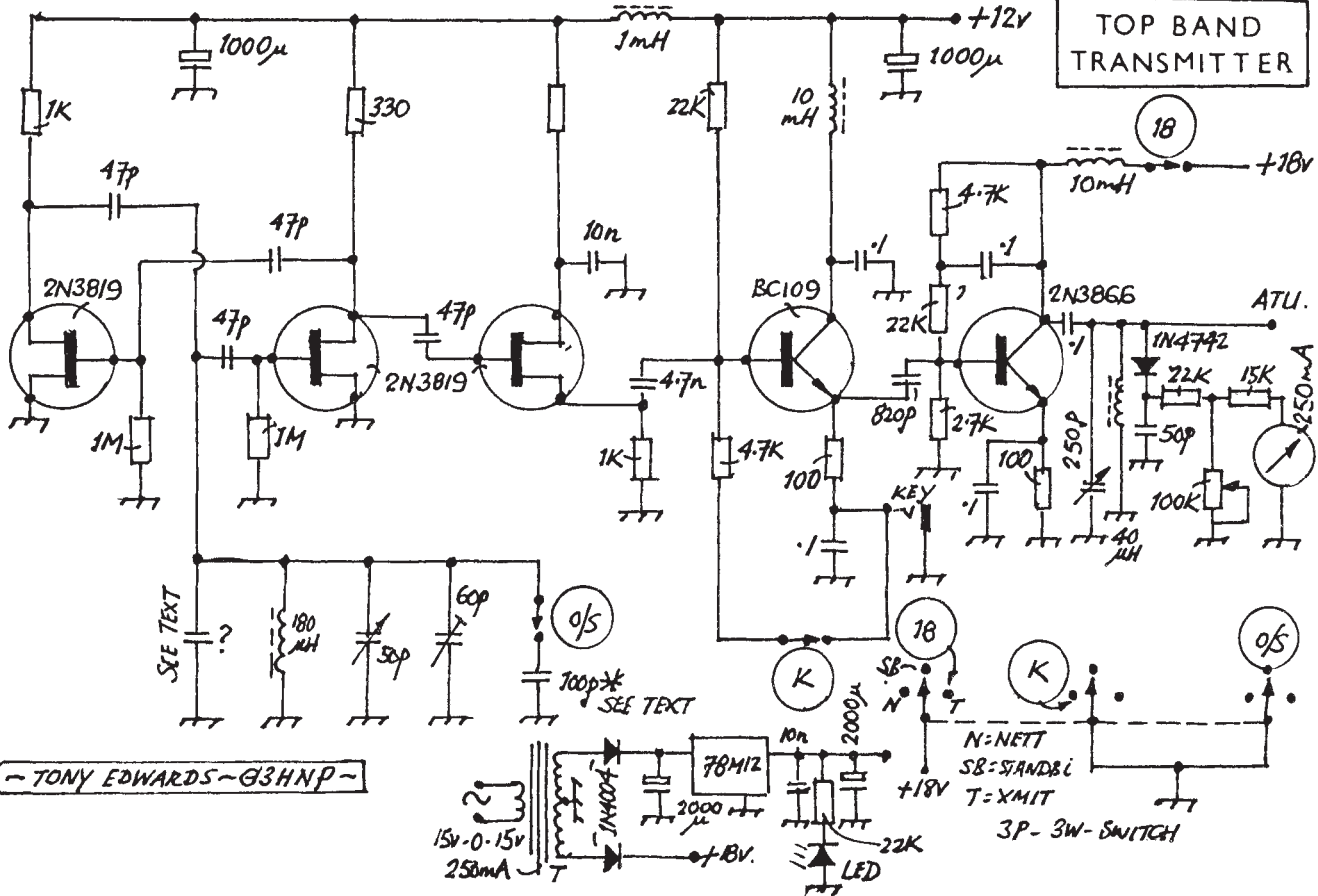 +12v
TOP BAND
TRANSMITTER
1000µ
1mH
1000µ
1K
330
22K
10
mH
18
+18v
10mH
47p
4.7K
47p
10n
.1
.1
2N3819
BC109
2N3866
ATU.
22K
1N4742
47p
47p
2N3819
4.7n
820p
22K
15K
250mA
1M
1M
1K
4.7K
100
2.7K
250p
100
50p
100K
KEY
.1
.1
40
µH
SEE TEXT
?
180
µH
50p
60p
O/S
100p*
SEE TEXT
K
18
SB
N
T
K
O/S
~ TONY EDWARDS ~ G3HNP ~
15v-0-15v
250mA
T
1N4004
2000
µ
78M12
10n
2000µ
+18v.
22K
LED
+18V
N=NETT
SB=STANDBi
T=XMIT
3P-3W-SWITCH